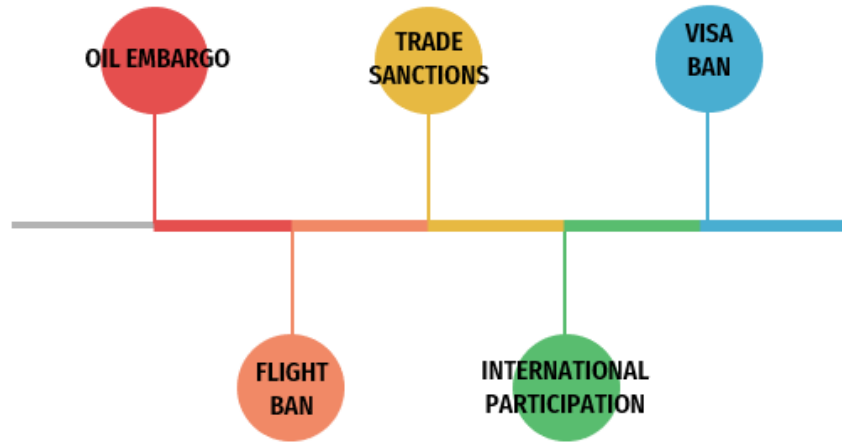 OIL EMBARGO
TRADE
SANCTIONS
VISA
BAN
FLIGHT
BAN
INTERNATIONAL
PARTICIPATION